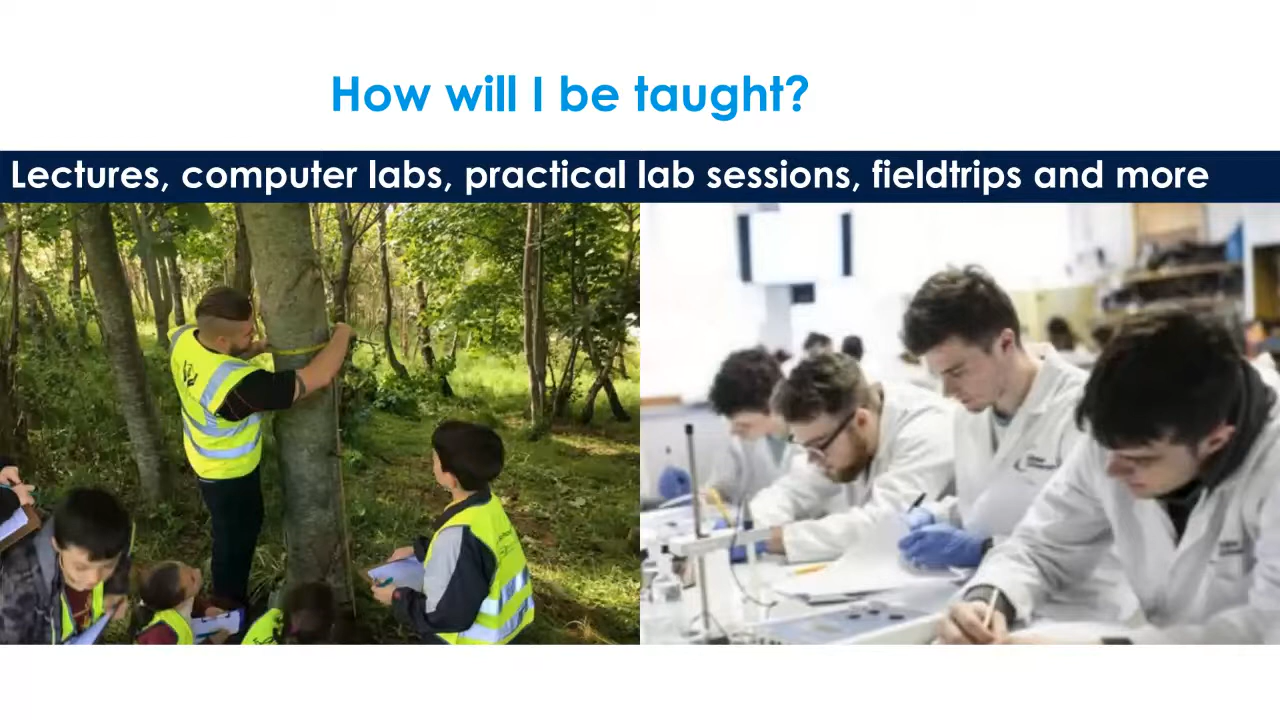 How will I be taught?
Lectures, computer labs, practical lab sessions, fieldtrips and more